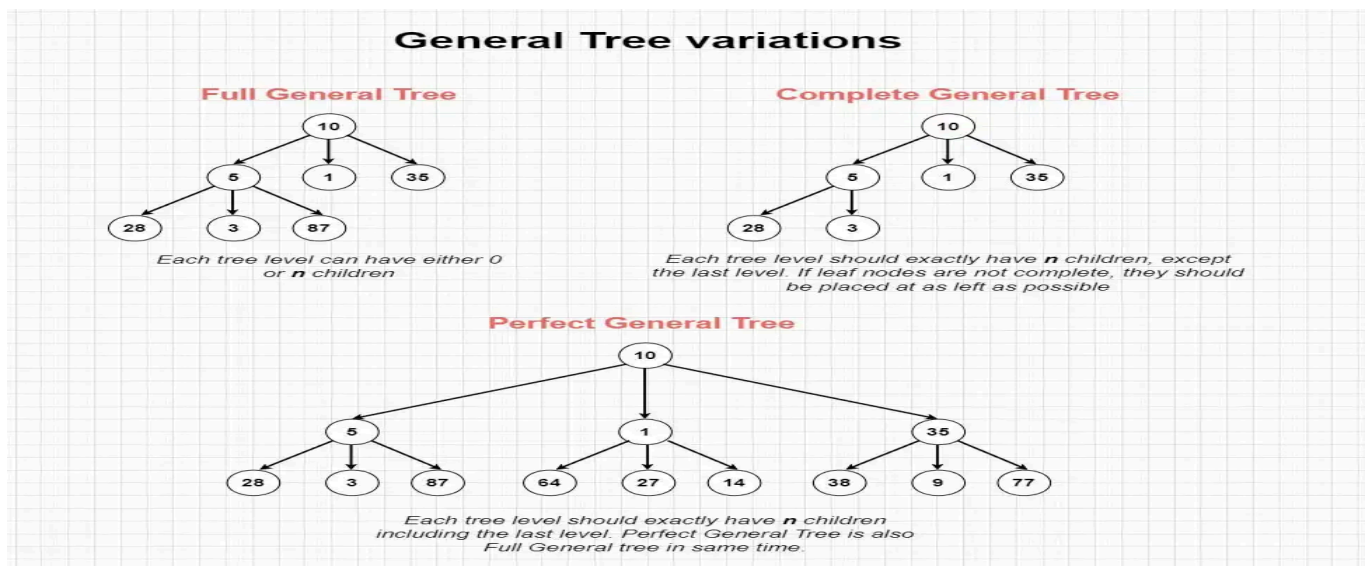 General Tree variations
Full General Tree
10
5 1 35
28 3 87
Each tree level can have either 0
or n children
Complete General Tree
10
5 1 35
28 3
Each tree level should exactly have n children, except
the last level. If leaf nodes are not complete, they should
be placed at as left as possible
Perfect General Tree
10
5 1 35
28 3 87 64 27 14 38 9 77
Each tree level should exactly have n children
including the last level. Perfect General Tree is also
Full General tree in same time.